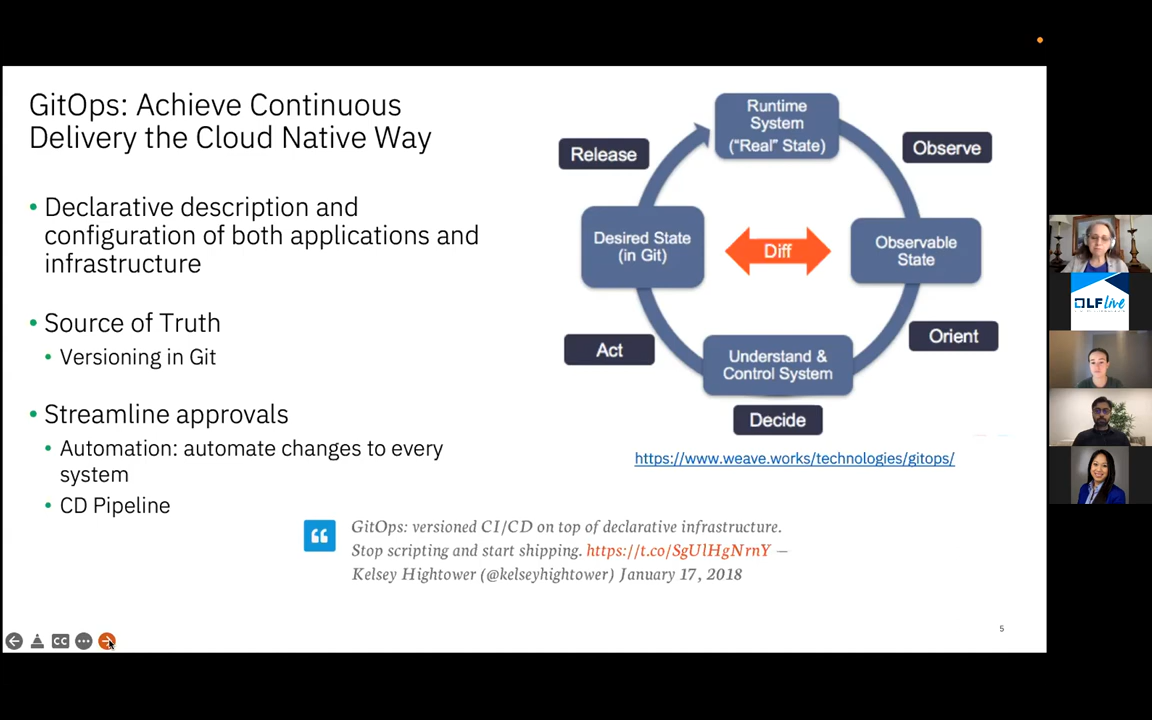 GitOps: Achieve Continuous
Delivery the Cloud Native Way
• Declarative description and
configuration of both applications and
infrastructure
• Source of Truth
• Versioning in Git
• Streamline approvals
• Automation: automate changes to every
system
• CD Pipeline
Runtime
System
("Real" State)
Release
Observe
Desired State
(in Git)
Diff
Observable
State
Act
Orient
Understand &
Control System
Decide
https://www.weave.works/technologies/gitops/
GitOps: versioned CI/CD on top of declarative infrastructure.
Stop scripting and start shipping. https://t.co/SgUlHgNrnY —
Kelsey Hightower (@kelseyhightower) January 17, 2018
5
CC
LF live